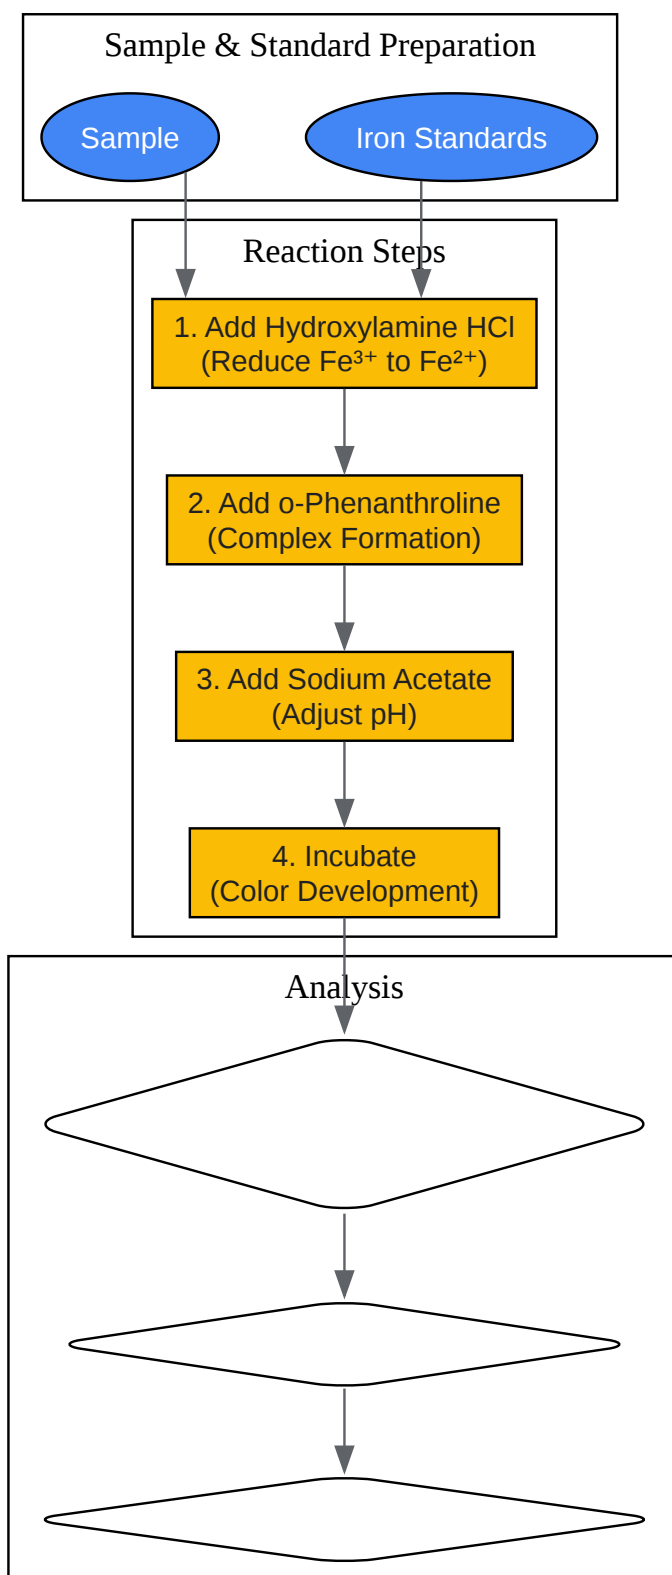 Sample & Standard Preparation
Sample
Iron Standards
Reaction Steps
1. Add Hydroxylamine HCl
(Reduce Fe³⁺ to Fe²⁺)
2. Add o-Phenanthroline
(Complex Formation)
3. Add Sodium Acetate
(Adjust pH)
4. Incubate
(Color Development)
Analysis